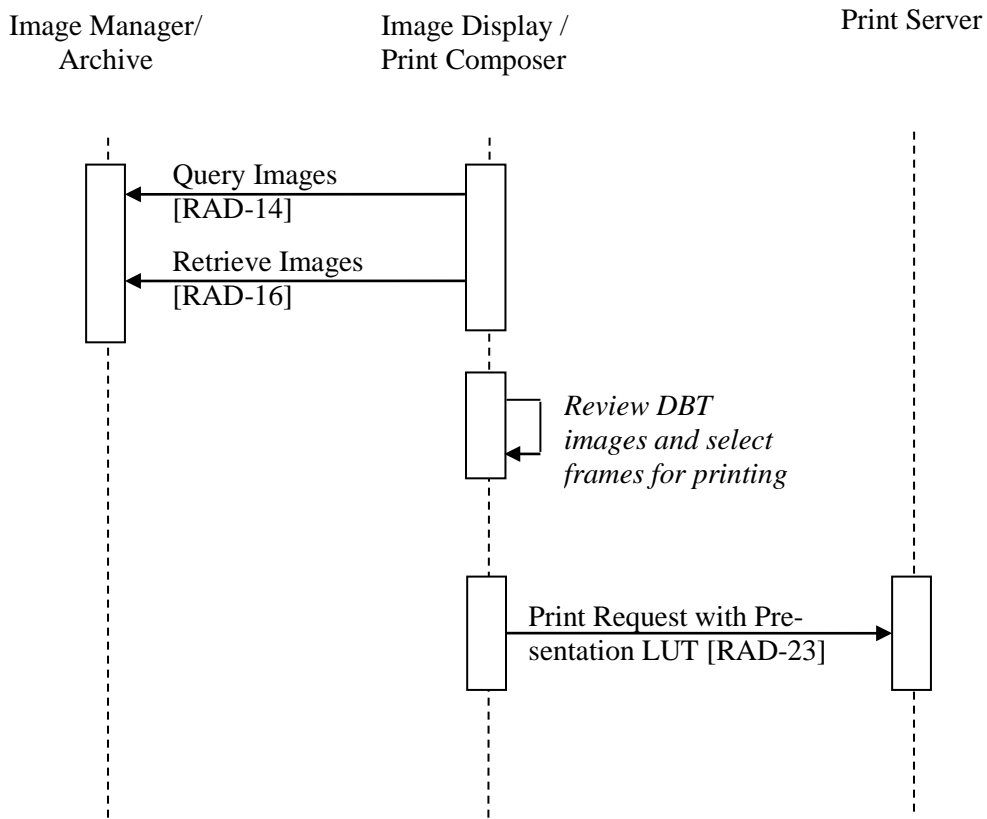 Image Manager/
Archive
Image Display /
Print Composer
Print Server
Query Images
[RAD-14]
Retrieve Images
[RAD-16]
Review DBT
images and select
frames for printing
Print Request with Pre-
sentation LUT [RAD-23]